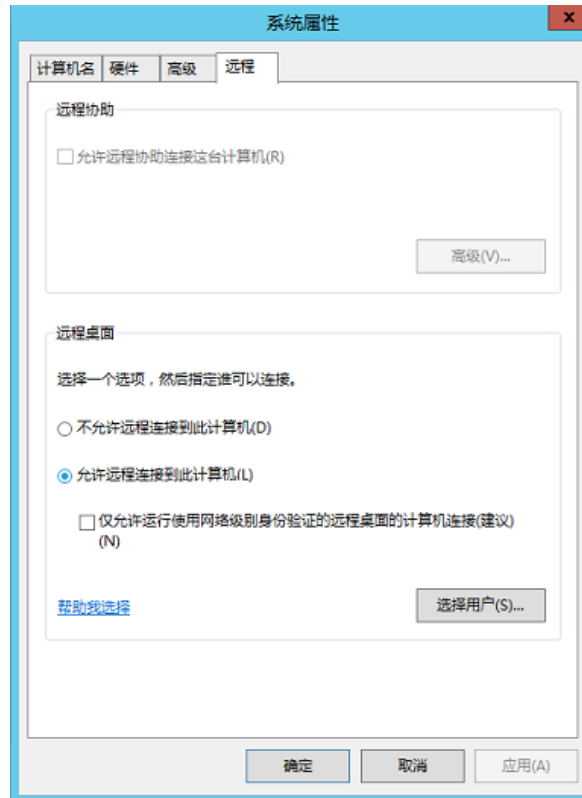 系统属性
x
计算机名 硬件 高级 远程
远程协助
允许远程协助连接这台计算机(R)
高级(V)...
远程桌面
选择一个选项，然后指定谁可以连接。
不允许远程连接到此计算机(D)
允许远程连接到此计算机(L)
仅允许运行使用网络级别身份验证的远程桌面的计算机连接(建议)
(N)
帮助我选择 选择用户(S)...
确定 取消 应用(A)